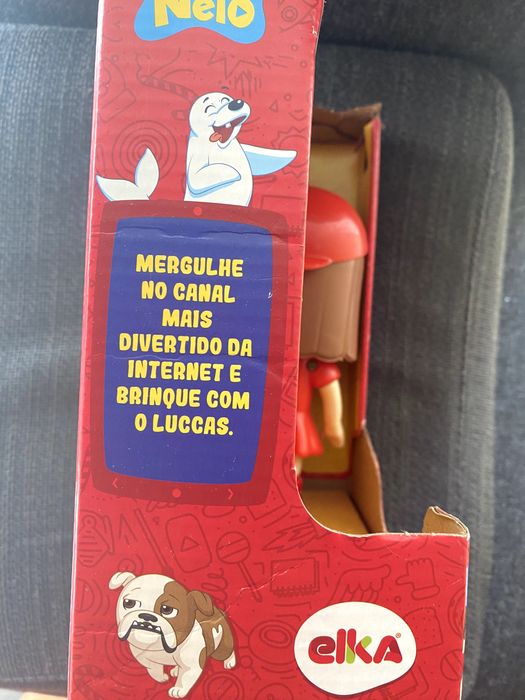 Neto
MERGULHE
NO CANAL
MAIS
DIVERTIDO DA
INTERNET E
BRINQUE COM
O LUCCAS.
elka